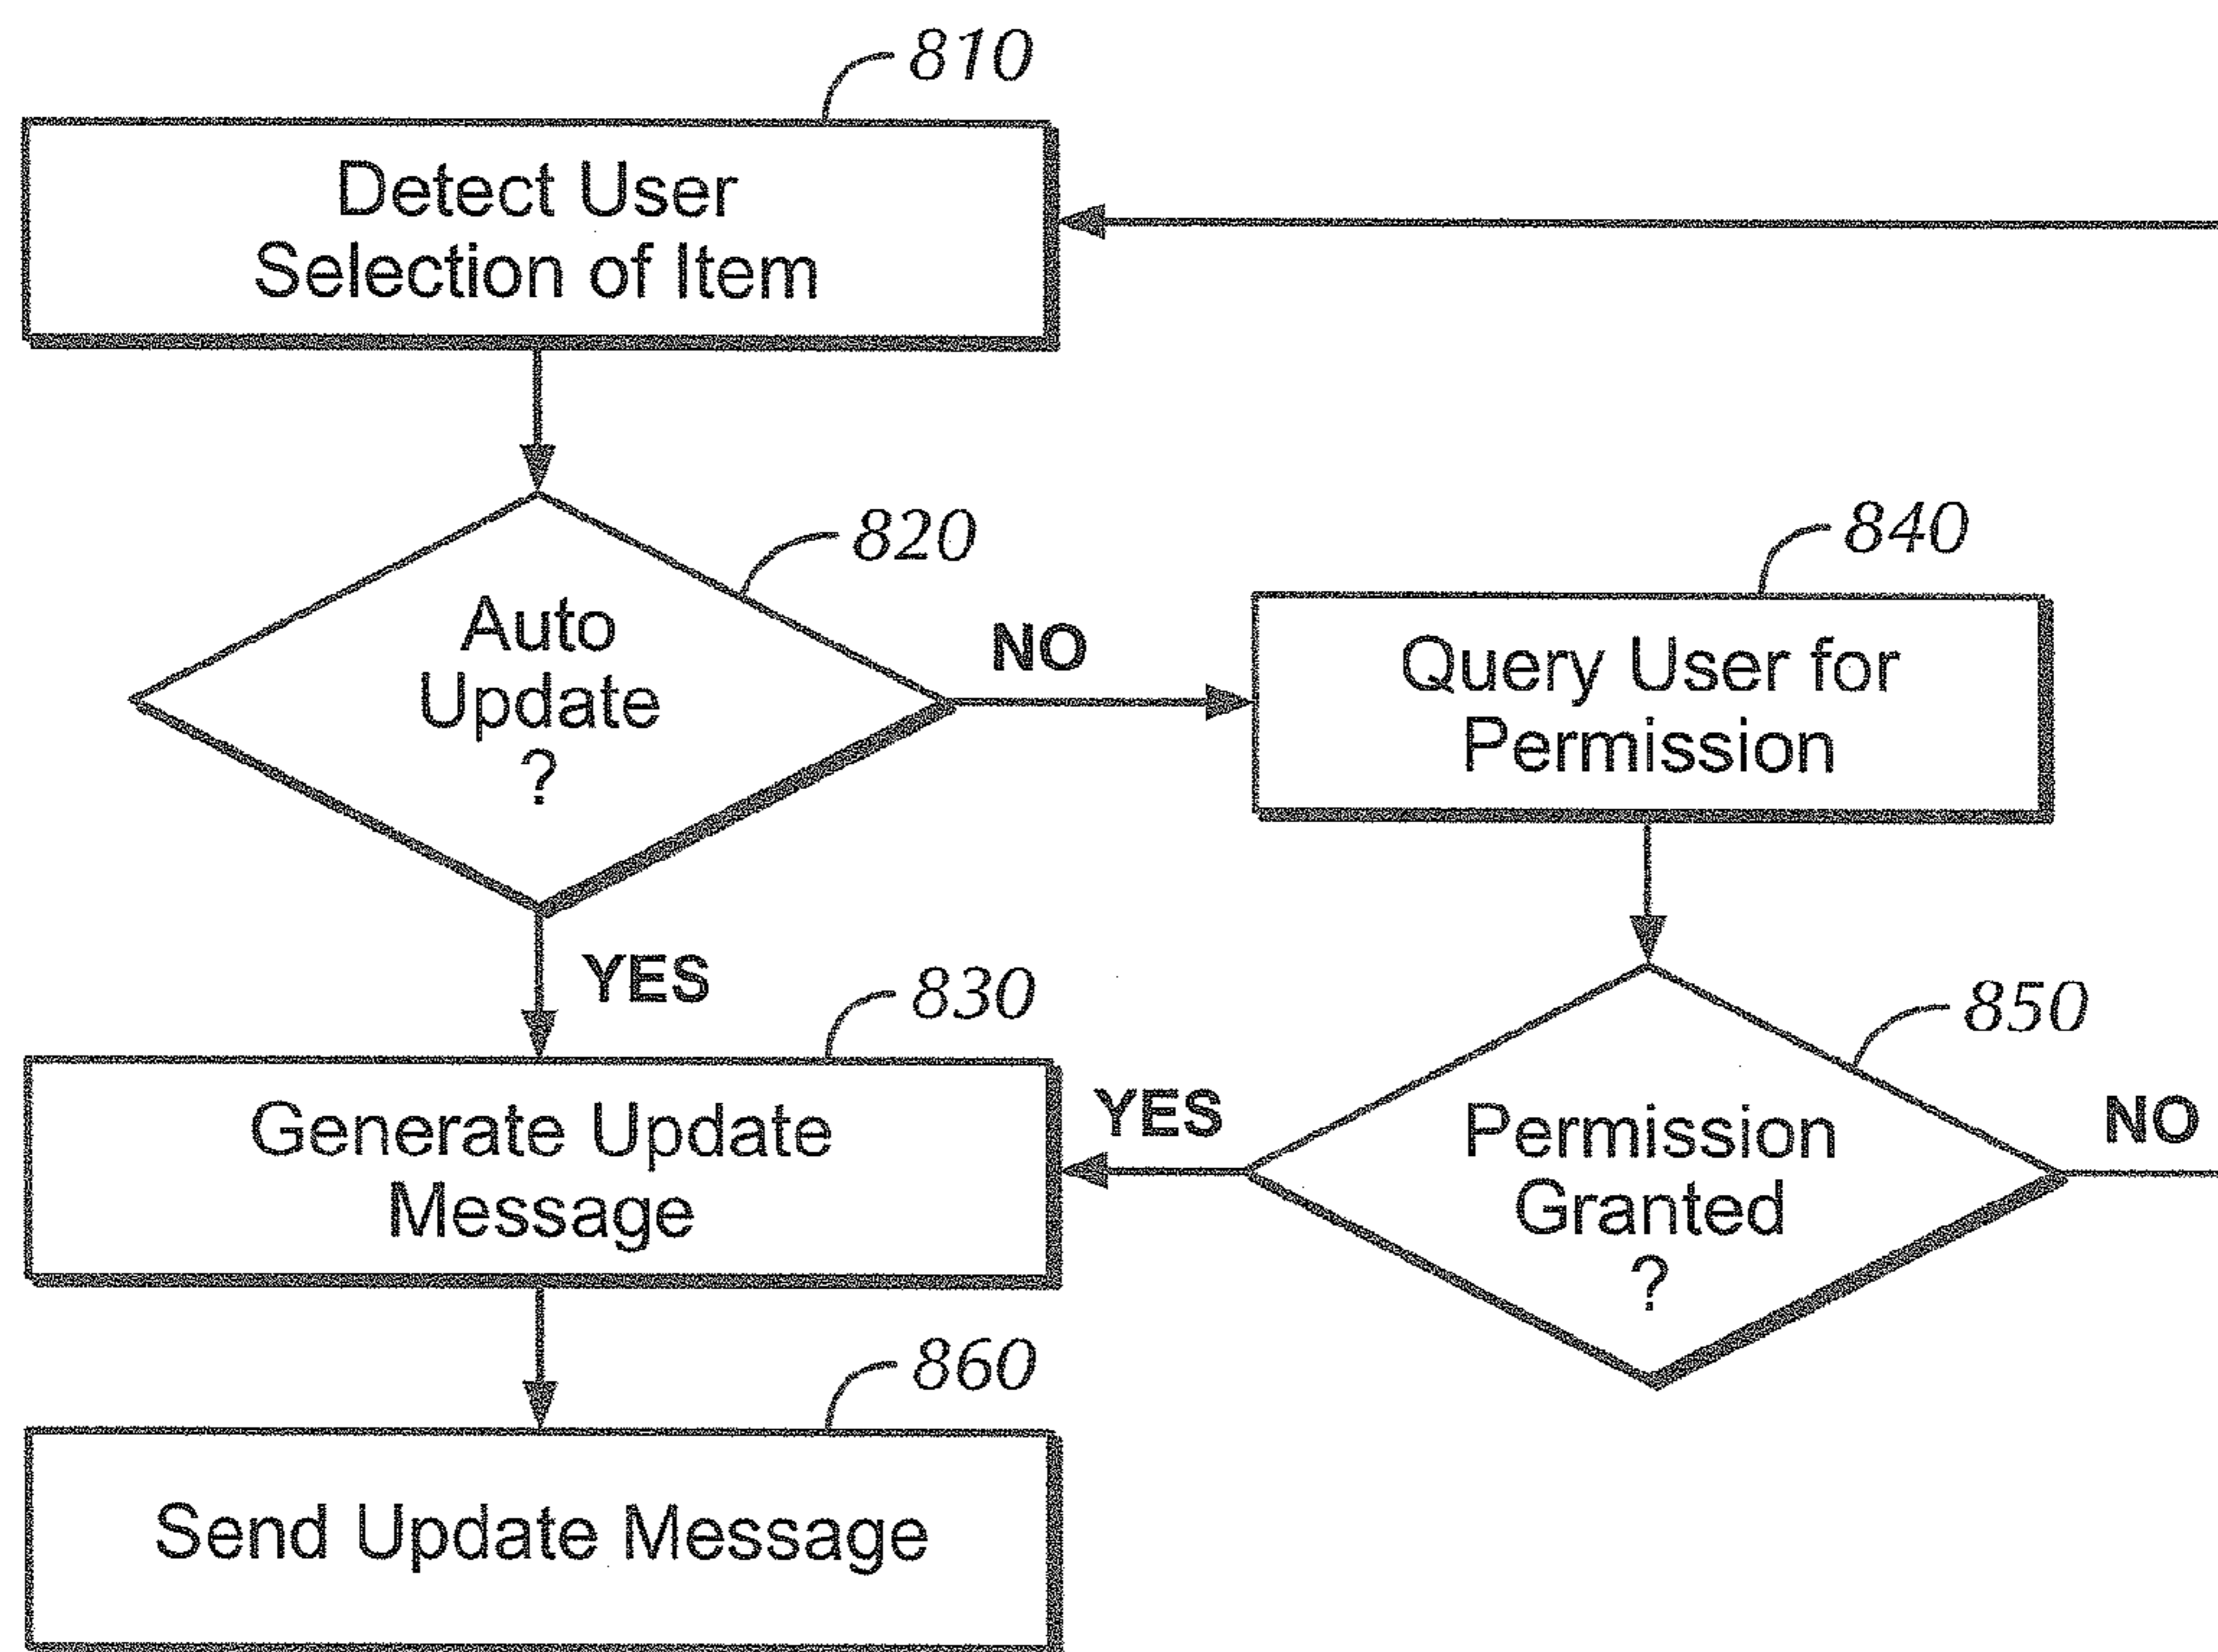 810
Detect User
Selection of Item
820
Auto
Update
?
NO
840
Query User for
Permission
YES
830
Generate Update
Message
YES
850
Permission
Granted
?
NO
860
Send Update Message